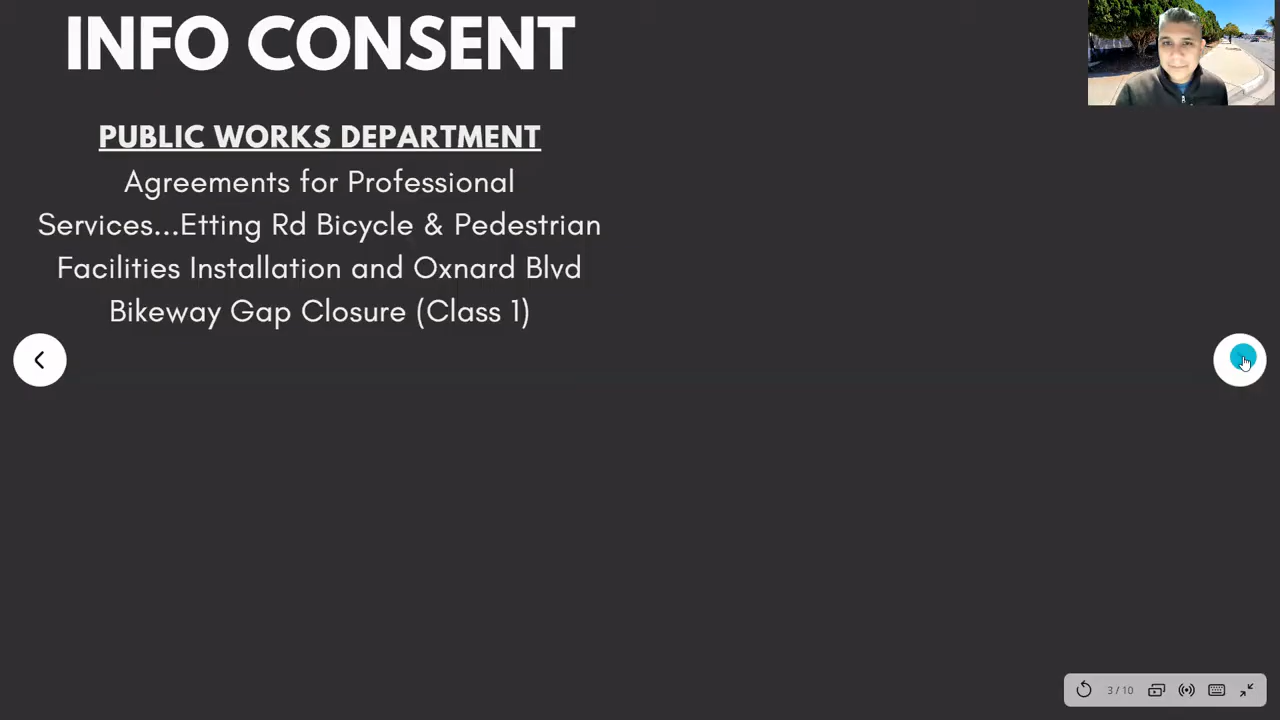 INFO CONSENT
PUBLIC WORKS DEPARTMENT
Agreements for Professional
Services...Etting Rd Bicycle & Pedestrian
Facilities Installation and Oxnard Blvd
Bikeway Gap Closure (Class 1)
3 / 10